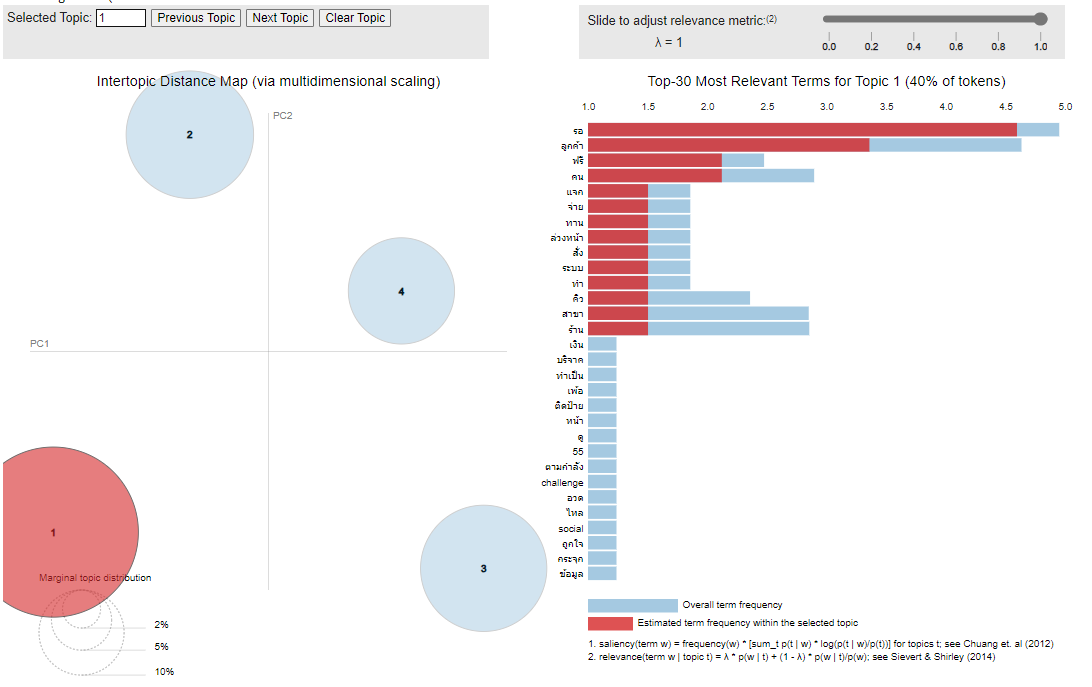 Selected Topic: 1 Previous Topic Next Topic Clear Topic
Slide to adjust relevance metric:(2)
λ = 1
0.0 0.2 0.4 0.6 0.8 1.0
Intertopic Distance Map (via multidimensional scaling)
PC2
PC1
2
4
1
3
Marginal topic distribution
2%
5%
10%
Top-30 Most Relevant Terms for Topic 1 (40% of tokens)
1.0 1.5 2.0 2.5 3.0 3.5 4.0 4.5 5.0
รอ
ลูกค้า
ฟรี
คน
แจก
จ่าย
ทาน
ล่วงหน้า
สั่ง
ระบบ
ทำ
คิว
สาขา
ร้าน
เงิน
บริจาค
ทำเป็น
เพ้อ
ติดป้าย
หน้า
ดู
55
ตามกำลัง
challenge
อวด
ไหล
social
ถูกใจ
กระจุก
ข้อมูล
Overall term frequency
Estimated term frequency within the selected topic
1. saliency(term w) = frequency(w) * [sum_t p(t | w) * log(p(t | w)/p(t))] for topics t; see Chuang et. al (2012)
2. relevance(term w | topic t) = λ * p(w | t) + (1 - λ) * p(w | t)/p(w); see Sievert & Shirley (2014)